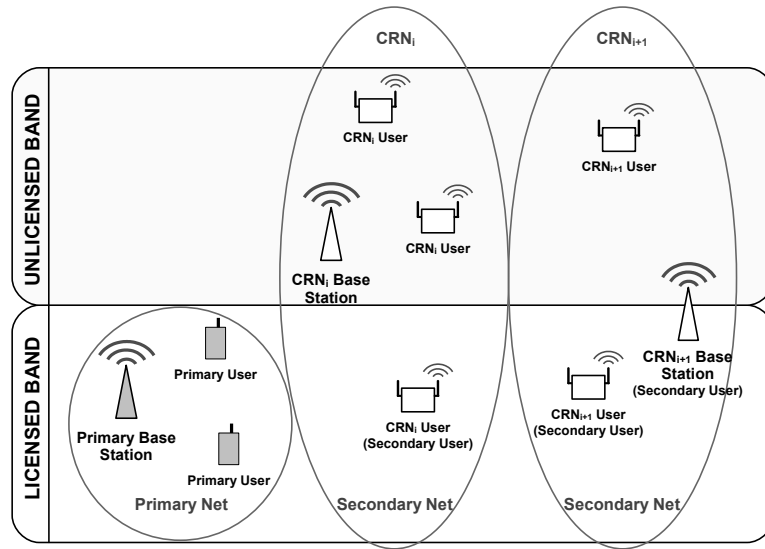 CRNi
CRNi+1
UNLICENSED BAND
CRNi User
CRNi+1 User
CRNi User
CRNi Base
Station
LICENSED BAND
Primary User
CRNi+1 Base
Station
(Secondary User)
Primary Base
Station
CRNi User
(Secondary User)
CRNi+1 User
(Secondary User)
Primary User
Primary Net
Secondary Net
Secondary Net